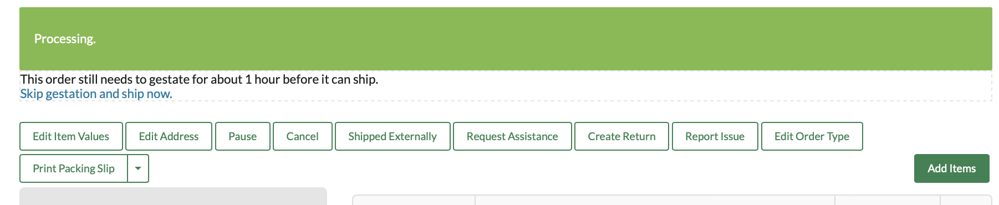 Processing.
This order still needs to gestate for about 1 hour before it can ship.
Skip gestation and ship now.
Edit Item Values
Edit Address
Pause
Cancel
Shipped Externally
Request Assistance
Create Return
Report Issue
Edit Order Type
Print Packing Slip
Add Items